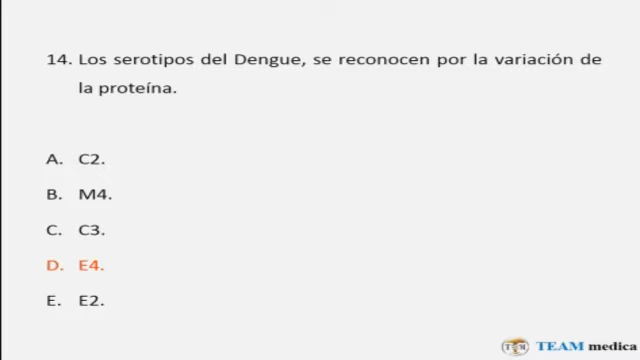 14. Los serotipos del Dengue, se reconocen por la variación de
la proteína.
A. C2.
B. M4.
C. C3.
D. E4.
E. E2.
TEAM medica